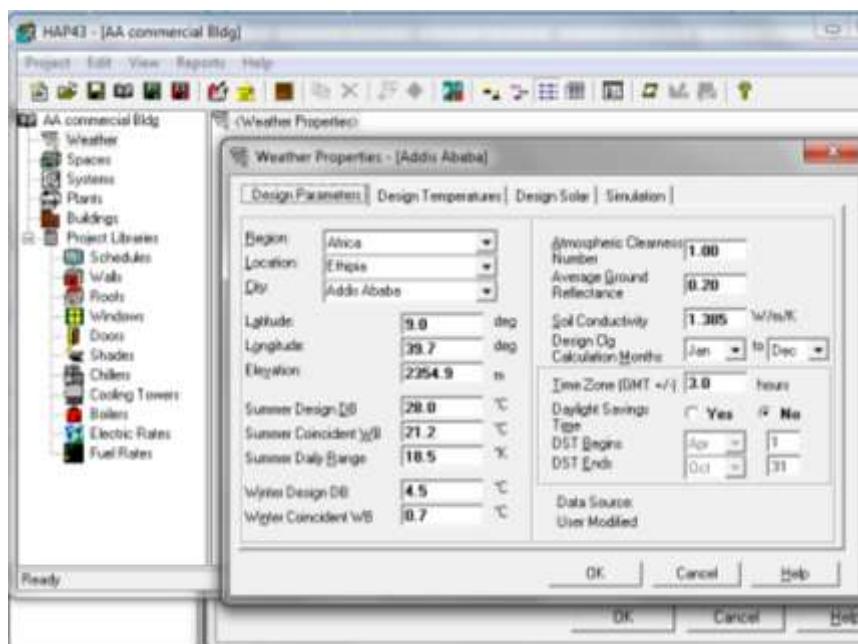 HAP43 - [AA commercial Bldg]
Project Edit View Reports Help
AA commercial Bldg
Weather
Spaces
Systems
Plants
Buildings
Project Libraries
Schedules
Walls
Roofs
Windows
Doors
Shades
Chillers
Cooling Towers
Boilers
Electric Rates
Fuel Rates
Ready
(Weather Properties)
Weather Properties - [Addis Ababa]
Design Parameters Design Temperatures Design Solar Simulation
Region: Africa
Location: Ethipia
City: Addis Ababa
Latitude: 9.0 deg
Longitude: 39.7 deg
Elevation: 2354.9 m
Summer Design DB 28.0 °C
Summer Coincident WB 21.2 °C
Summer Daily Range 18.5 °K
Winter Design DB 4.5 °C
Winter Coincident WB 0.7 °C
Atmospheric Clearness Number 1.00
Average Ground Reflectance 0.20
Soil Conductivity 1.385 W/m/K
Design Clg Calculation Months Jan to Dec
Time Zone (GMT +/-) 3.0 hours
Daylight Savings Time Yes No
DST Begins Apr 1
DST Ends Oct 31
Data Source:
User Modified
OK Cancel Help
OK Cancel Help